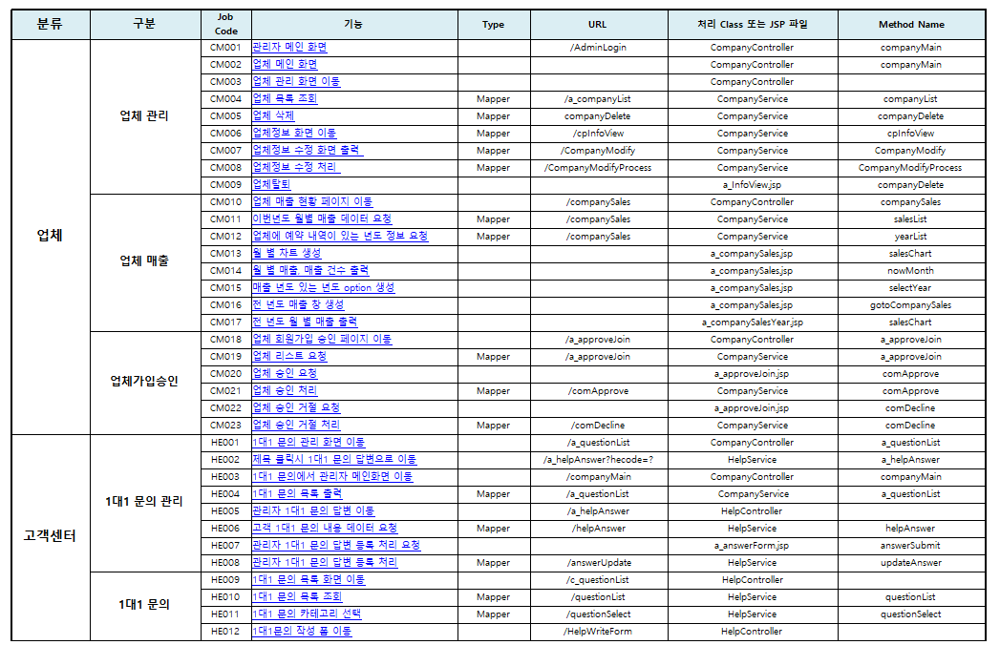 분류 구분 Job Code 기능 Type URL 처리 Class 또는 JSP 파일 Method Name
업체 업체 관리 CM001 관리자 메인 화면 /AdminLogin CompanyController companyMain
CM002 업체 메인 화면 CompanyController companyMain
CM003 업체 관리 화면 이동 CompanyController
CM004 업체 목록 조회 Mapper /a_companyList CompanyService companyList
CM005 업체 삭제 Mapper companyDelete CompanyService companyDelete
CM006 업체정보 화면 이동 Mapper /cpInfoView CompanyService cpInfoView
CM007 업체정보 수정 화면 출력 Mapper /CompanyModify CompanyService CompanyModify
CM008 업체정보 수정 처리 Mapper /CompanyModifyProcess CompanyService CompanyModifyProcess
CM009 업체탈퇴 a_InfoView.jsp companyDelete
업체 매출 CM010 업체 매출 현황 페이지 이동 /companySales CompanyController companySales
CM011 이번년도 월별 매출 데이터 요청 Mapper /companySales CompanyService salesList
CM012 업체에 예약 내역이 있는 년도 정보 요청 Mapper /companySales CompanyService yearList
CM013 월 별 차트 생성 a_companySales.jsp salesChart
CM014 월 별 매출, 매출 건수 출력 a_companySales.jsp nowMonth
CM015 매출 년도 있는 년도 option 생성 a_companySales.jsp selectYear
CM016 전 년도 매출 창 생성 a_companySales.jsp gotoCompanySales
CM017 전 년도 월 별 매출 출력 a_companySalesYear.jsp salesChart
업체가입승인 CM018 업체 회원가입 승인 페이지 이동 /a_approveJoin CompanyController a_approveJoin
CM019 업체 리스트 요청 Mapper /a_approveJoin CompanyService a_approveJoin
CM020 업체 승인 요청 a_approveJoin.jsp comApprove
CM021 업체 승인 처리 Mapper /comApprove CompanyService comApprove
CM022 업체 승인 거절 요청 a_approveJoin.jsp comDecline
CM023 업체 승인 거절 처리 Mapper /comDecline CompanyService comDecline
고객센터 1대1 문의 관리 HE001 1대1 문의 관리 화면 이동 /a_questionList CompanyController a_questionList
HE002 제목 클릭시 1대1 문의 답변으로 이동 /a_helpAnswer?hecode=? HelpService a_helpAnswer
HE003 1대1 문의에서 관리자 메인화면 이동 /companyMain CompanyController companyMain
HE004 1대1 문의 목록 출력 Mapper /a_questionList CompanyService a_questionList
HE005 관리자 1대1 문의 답변 이동 /a_helpAnswer HelpController
HE006 고객 1대1 문의 내용 데이터 요청 Mapper /helpAnswer HelpService helpAnswer
HE007 관리자 1대1 문의 답변 등록 처리 요청 a_answerForm.jsp answerSubmit
HE008 관리자 1대1 문의 답변 등록 처리 Mapper /answerUpdate HelpService updateAnswer
1대1 문의 HE009 1대1 문의 목록 화면 이동 /c_questionList HelpController
HE010 1대1 문의 목록 조회 Mapper /questionList HelpService questionList
HE011 1대1 문의 카테고리 선택 Mapper /questionSelect HelpService questionSelect
HE012 1대1문의 작성 폼 이동 /HelpWriteForm HelpController